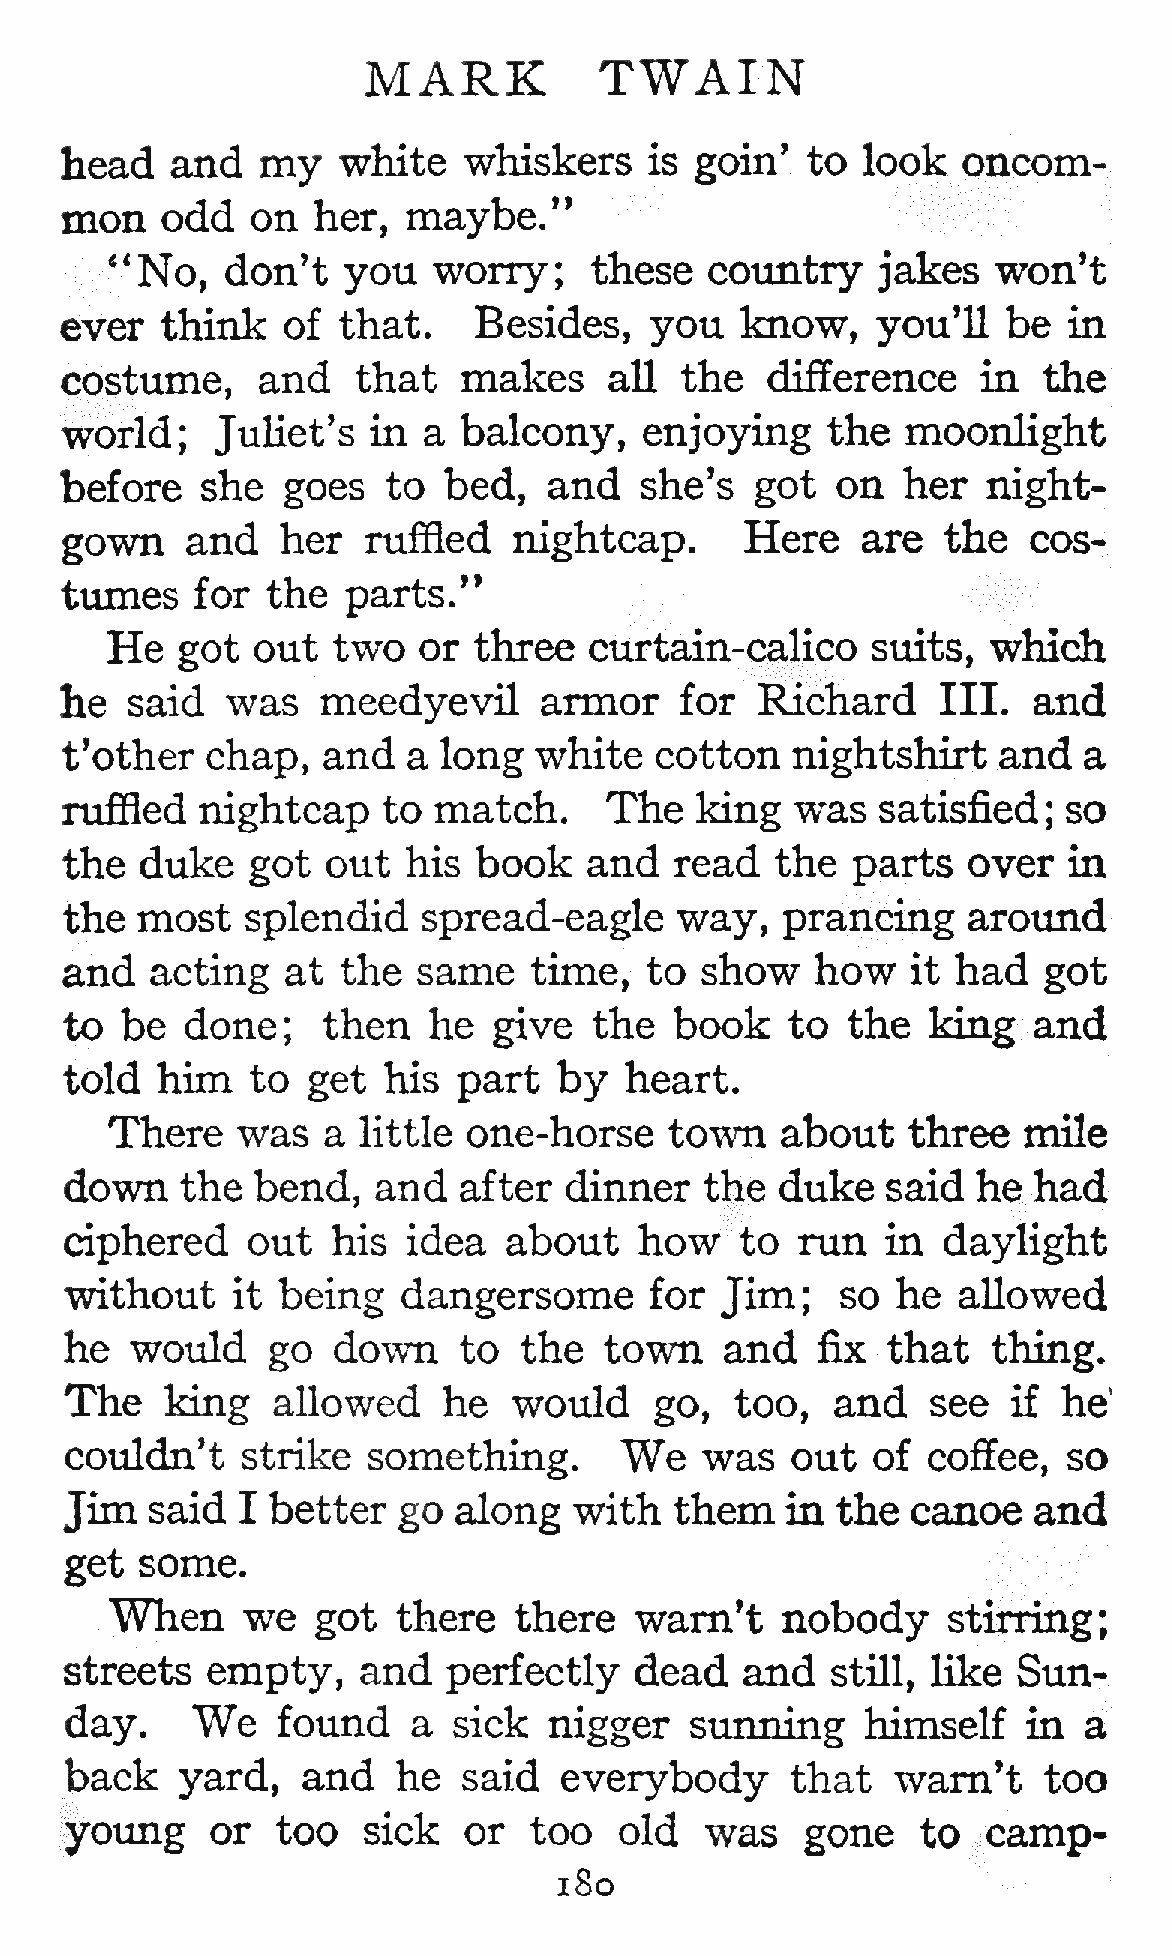 MARK TWAIN
head and my white whiskers is goin' to look oncom-
mon odd on her, maybe."
"No, don't you worry; these country jakes won't
ever think of that. Besides, you know, you'll be in
costume, and that makes all the difference in the
world; Juliet's in a balcony, enjoying the moonlight
before she goes to bed, and she's got on her night-
gown and her ruffled nightcap. Here are the cos-
tumes for the parts."
He got out two or three curtain-calico suits, which
he said was meedyevil armor for Richard III. and
t'other chap, and a long white cotton nightshirt and a
ruffled nightcap to match. The king was satisfied; so
the duke got out his book and read the parts over in
the most splendid spread-eagle way, prancing around
and acting at the same time, to show how it had got
to be done; then he give the book to the king and
told him to get his part by heart.
There was a little one-horse town about three mile
down the bend, and after dinner the duke said he had
ciphered out his idea about how to run in daylight
without it being dangersome for Jim; so he allowed
he would go down to the town and fix that thing.
The king allowed he would go, too, and see if he
couldn't strike something. We was out of coffee, so
Jim said I better go along with them in the canoe and
get some.
When we got there there warn't nobody stirring;
streets empty, and perfectly dead and still, like Sun-
day. We found a sick nigger sunning himself in a
back yard, and he said everybody that warn't too
young or too sick or too old was gone to camp-
180